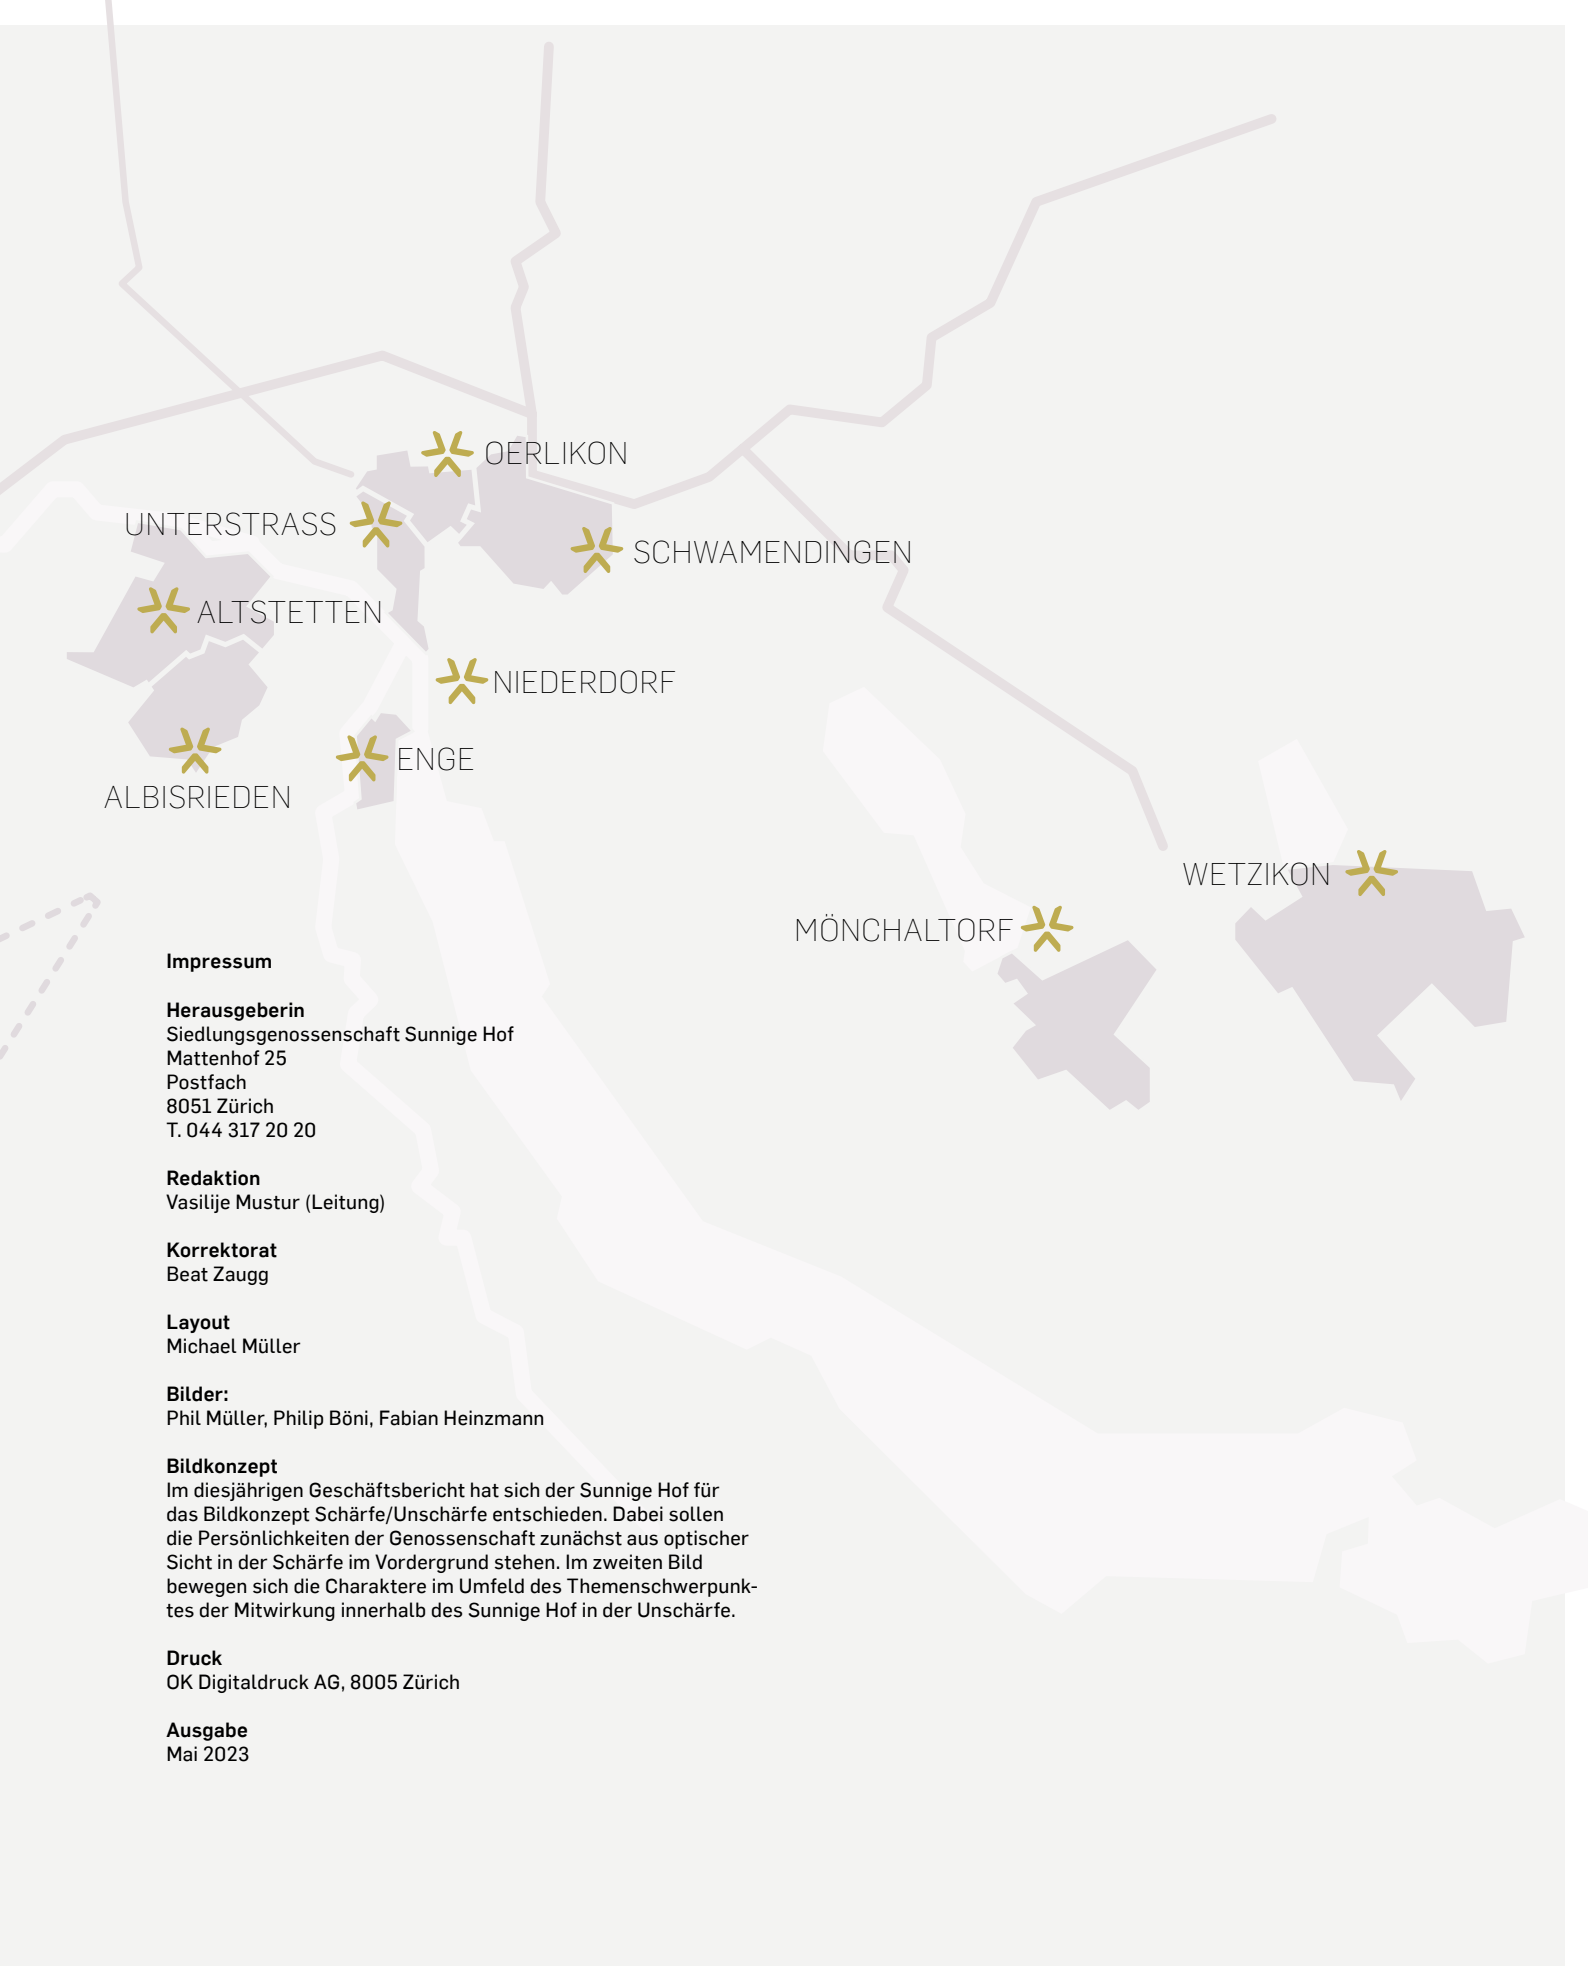 OERLIKON
UNTERSTRASS
SCHWAMENDINGEN
ALTSTETTEN
NIEDERDORF
ENGE
ALBISRIEDEN
WETZIKON
MÖNCHALTORF
Impressum
Herausgeberin
Siedlungsgenossenschaft Sunnige Hof
Mattenhof 25
Postfach
8051 Zürich
T. 044 317 20 20
Redaktion
Vasilije Mustur (Leitung)
Korrektorat
Beat Zaugg
Layout
Michael Müller
Bilder:
Phil Müller, Philip Böni, Fabian Heinzmann
Bildkonzept
Im diesjährigen Geschäftsbericht hat sich der Sunnige Hof für
das Bildkonzept Schärfe/Unschärfe entschieden. Dabei sollen
die Persönlichkeiten der Genossenschaft zunächst aus optischer
Sicht in der Schärfe im Vordergrund stehen. Im zweiten Bild
bewegen sich die Charaktere im Umfeld des Themenschwerpunk-
tes der Mitwirkung innerhalb des Sunnige Hof in der Unschärfe.
Druck
OK Digitaldruck AG, 8005 Zürich
Ausgabe
Mai 2023